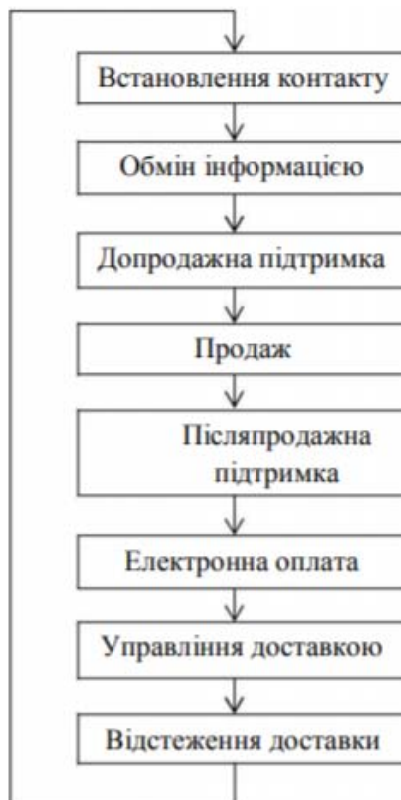 Встановлення контакту
Обмін інформацією
Допродажна підтримка
Продаж
Післяпродажна
підтримка
Електронна оплата
Управління доставкою
Відстеження доставки